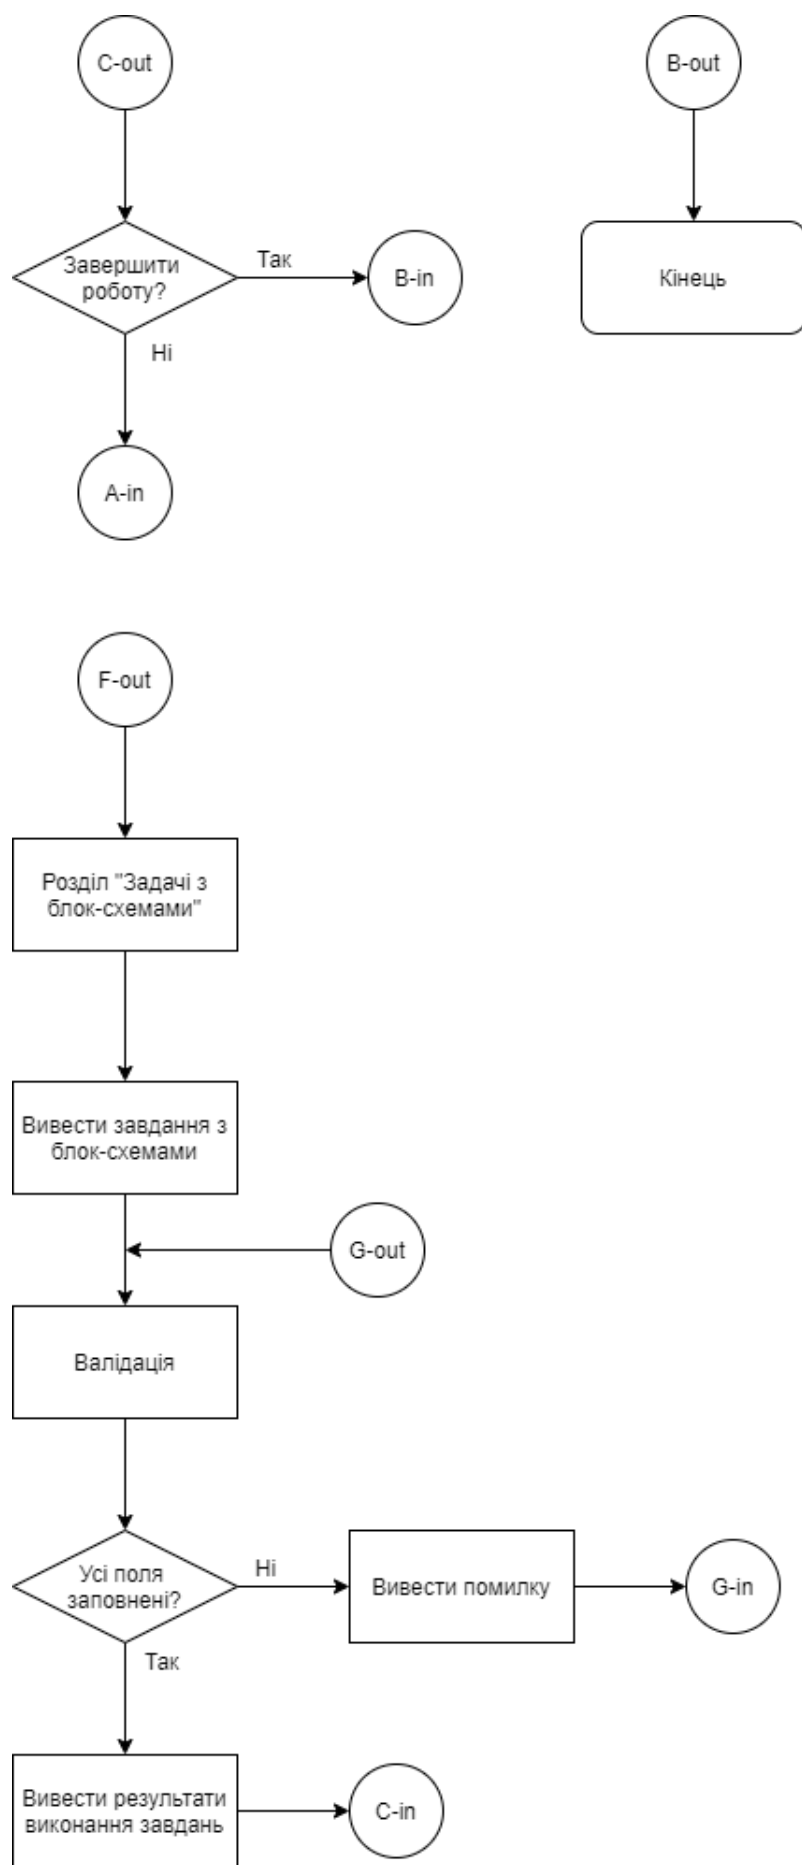 C-out
B-out
Завершити
роботу?
Так
B-in
Кінець
Ні
A-in
F-out
Розділ "Задачі з
блок-схемами"
Вивести завдання з
блок-схемами
G-out
Валідація
Усі поля
заповнені?
Ні
Вивести помилку
G-in
Так
Вивести результати
виконання завдань
C-in